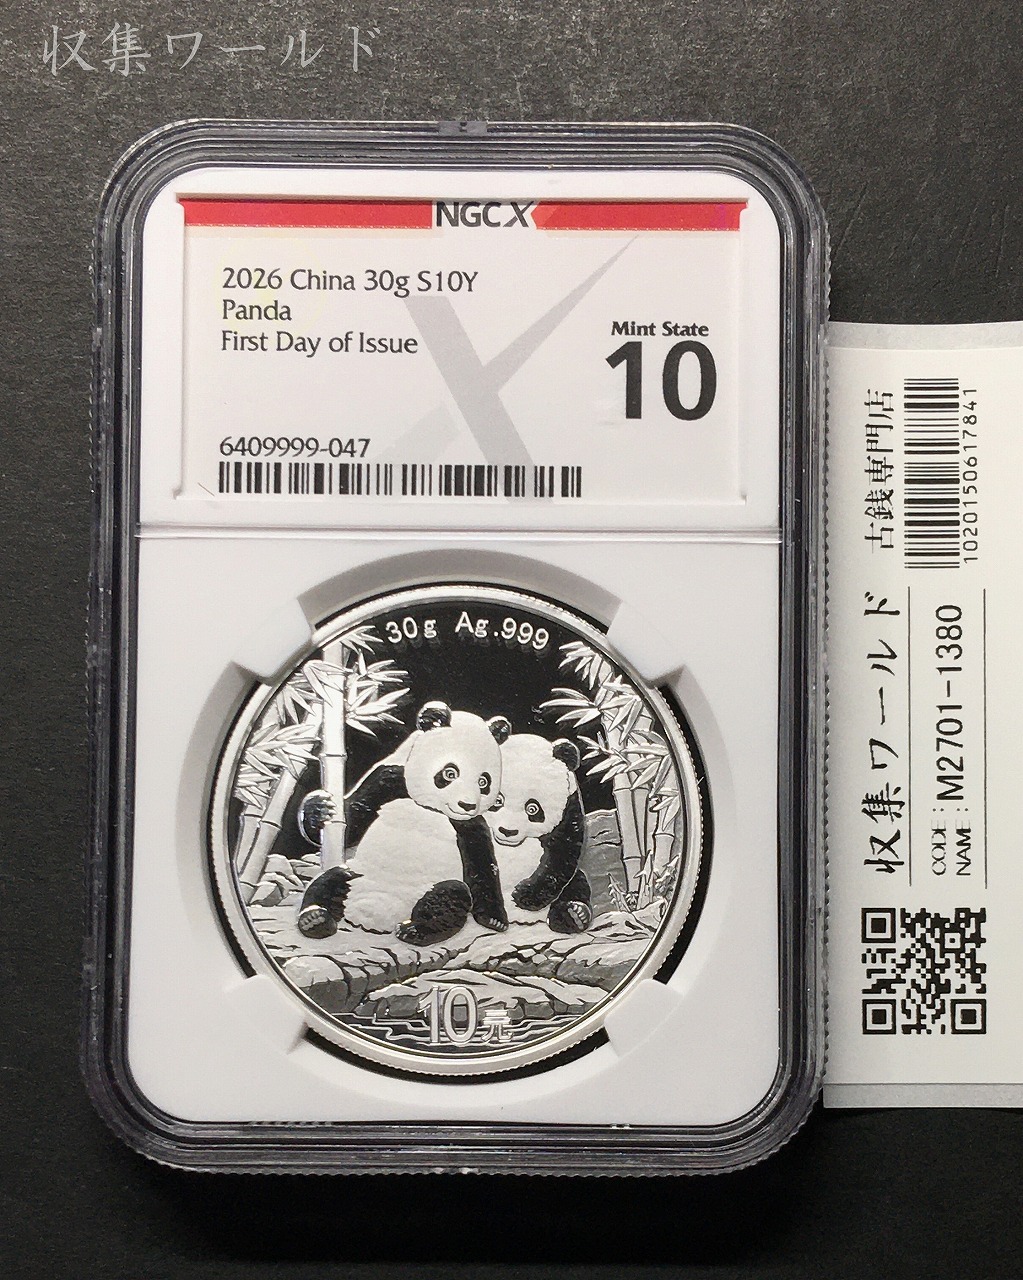 収集ワールド
NGCX
2026 China 30g S10Y
Panda
First Day of Issue
Mint State
10
6409999-047
30g Ag.999
10元
収集ワールド 古銭専門店
CODE: M2701-1380
NAME:
1020150617841